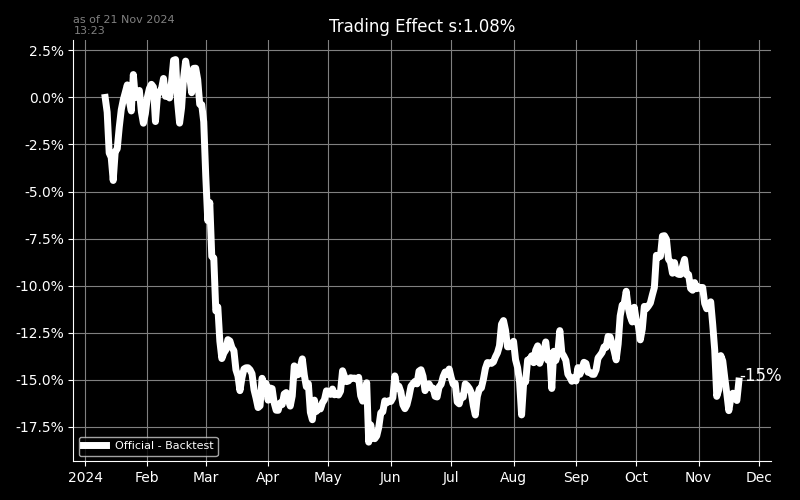 as of 21 Nov 2024
13:23
Trading Effect s:1.08%
2.5%
0.0%
-2.5%
-5.0%
-7.5%
-10.0%
-12.5%
-15.0%
-17.5%
-15%
Official - Backtest
2024 Feb Mar Apr May Jun Jul Aug Sep Oct Nov Dec